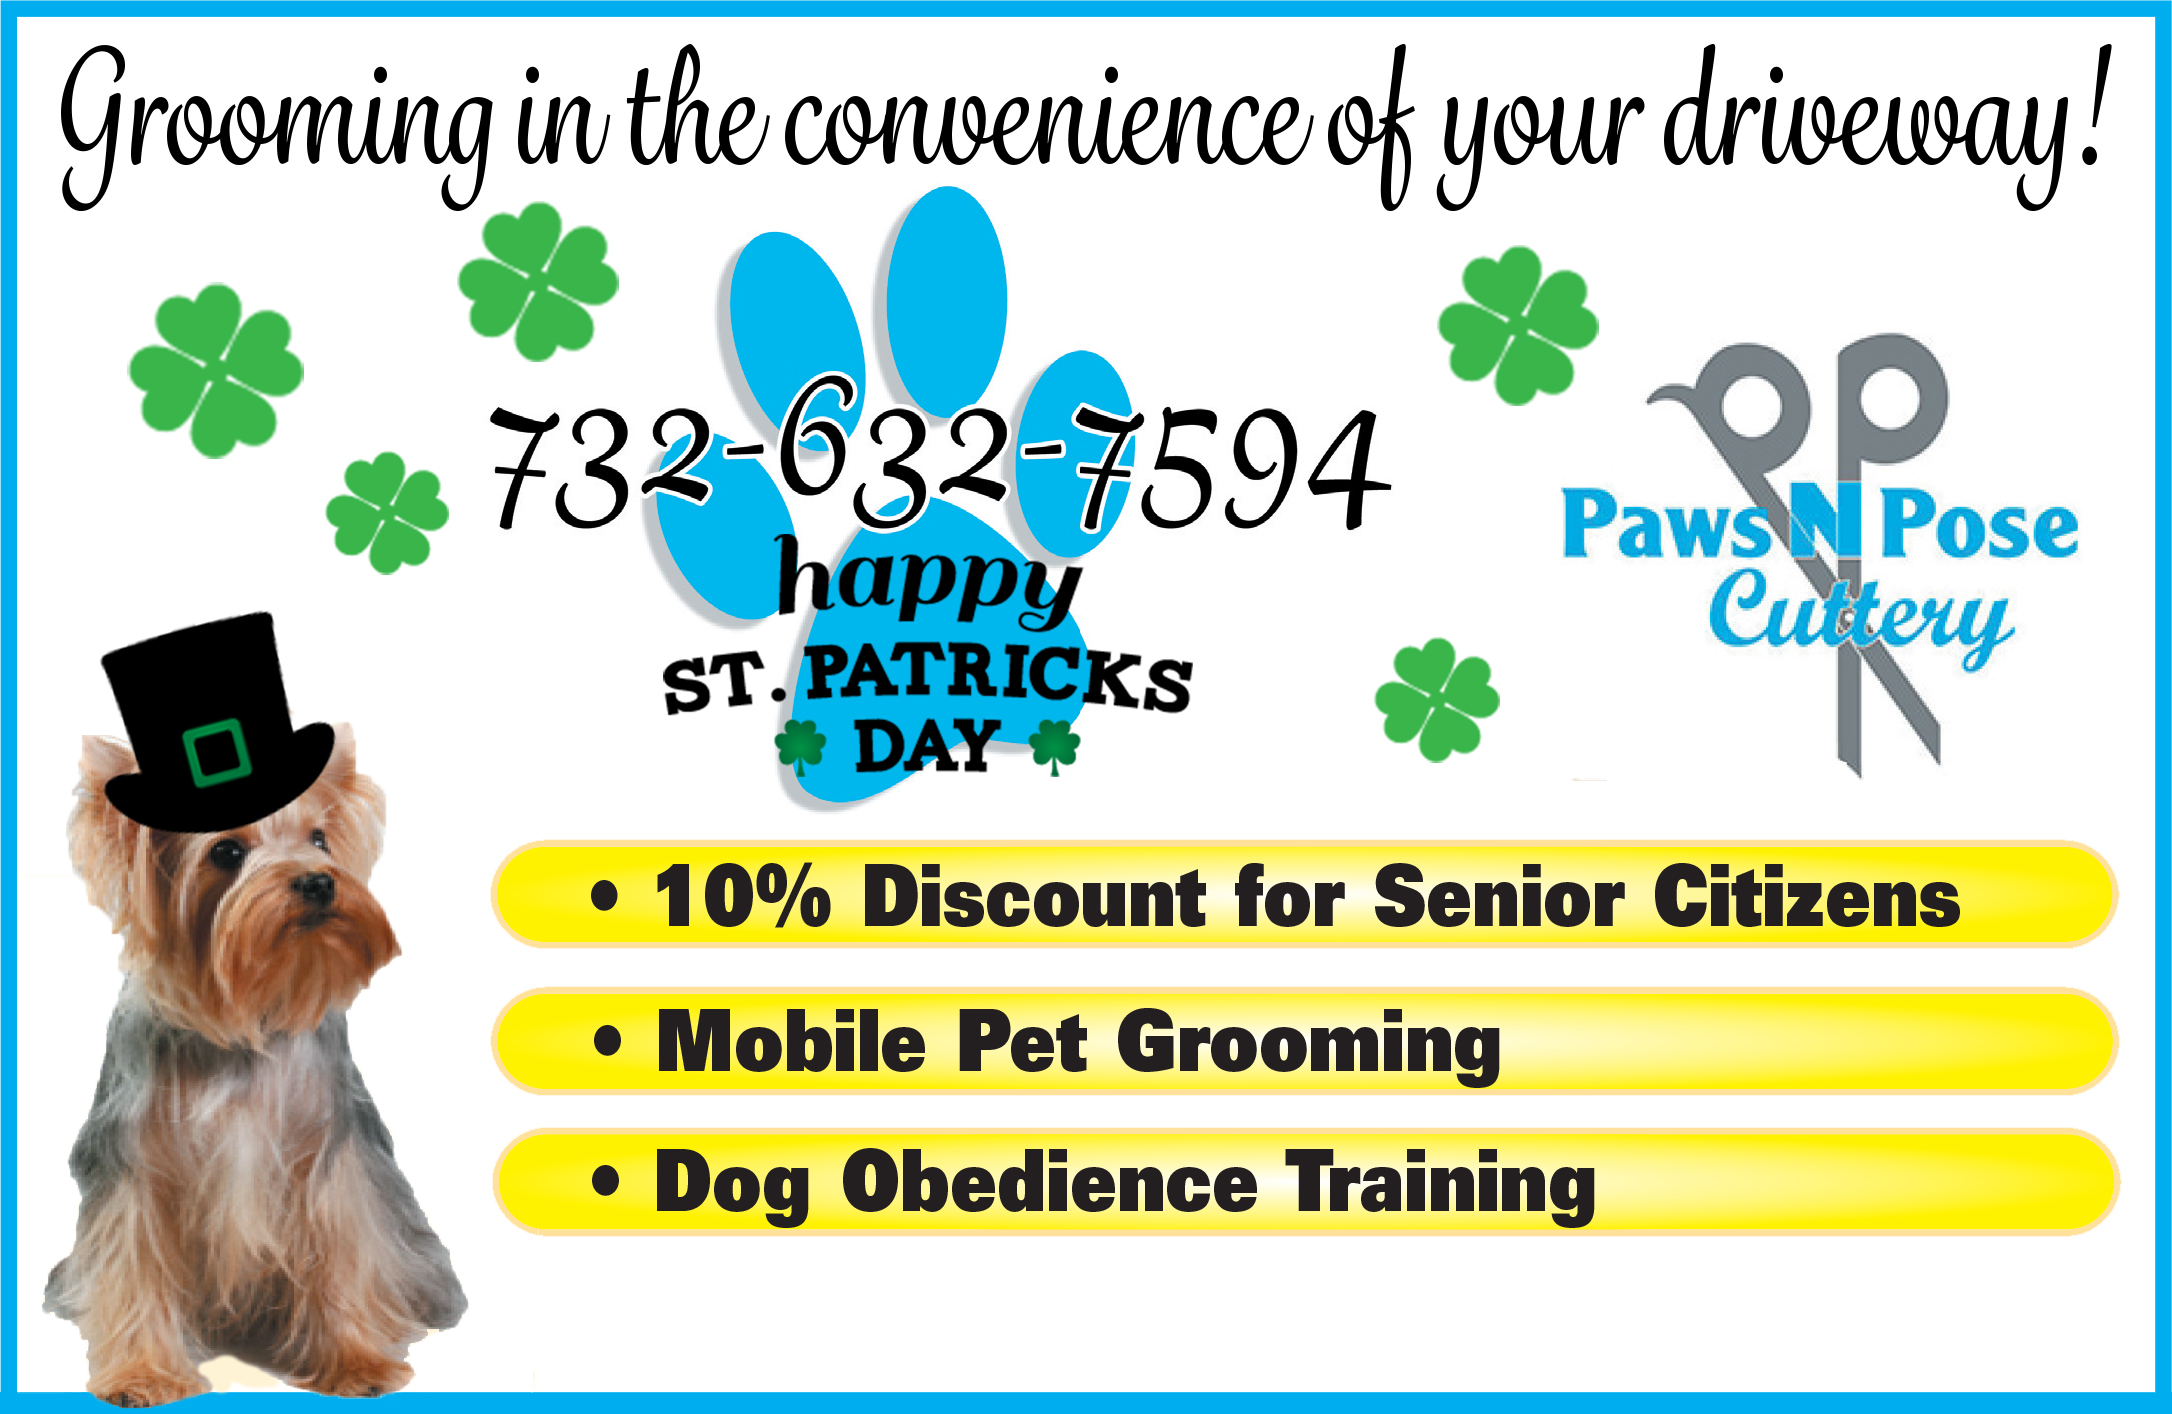 Grooming in the convenience of your driveway!
732-632-7594
happy
ST. PATRICKS
DAY
Paws N Pose
Cuttery
• 10% Discount for Senior Citizens
• Mobile Pet Grooming
• Dog Obedience Training